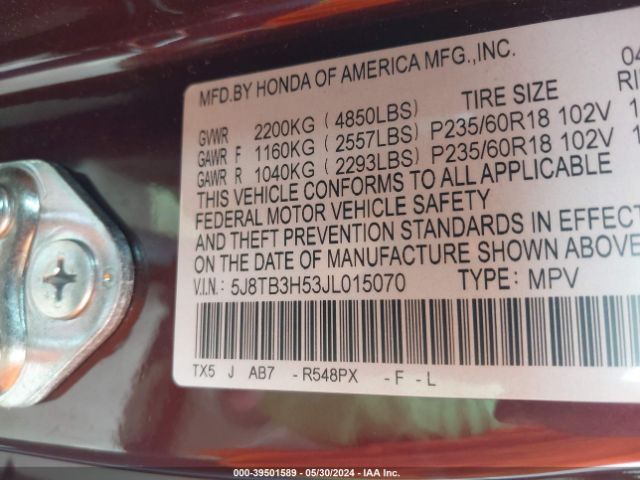 MFD.BY HONDA OF AMERICA MFG.,INC. 04
TIRE SIZE RI
GVWR 2200KG ( 4850LBS)
GAWR F 1160KG ( 2557LBS) P235/60R18 102V 1
GAWR R 1040KG ( 2293LBS) P235/60R18 102V 1
THIS VEHICLE CONFORMS TO ALL APPLICABLE
FEDERAL MOTOR VEHICLE SAFETY
AND THEFT PREVENTION STANDARDS IN EFFECT
ON THE DATE OF MANUFACTURE SHOWN ABOVE
V.I.N.: 5J8TB3H53JL015070 TYPE: MPV
TX5 J AB7 - R548PX - F - L
000-39501589 - 05/30/2024 - IAA Inc.